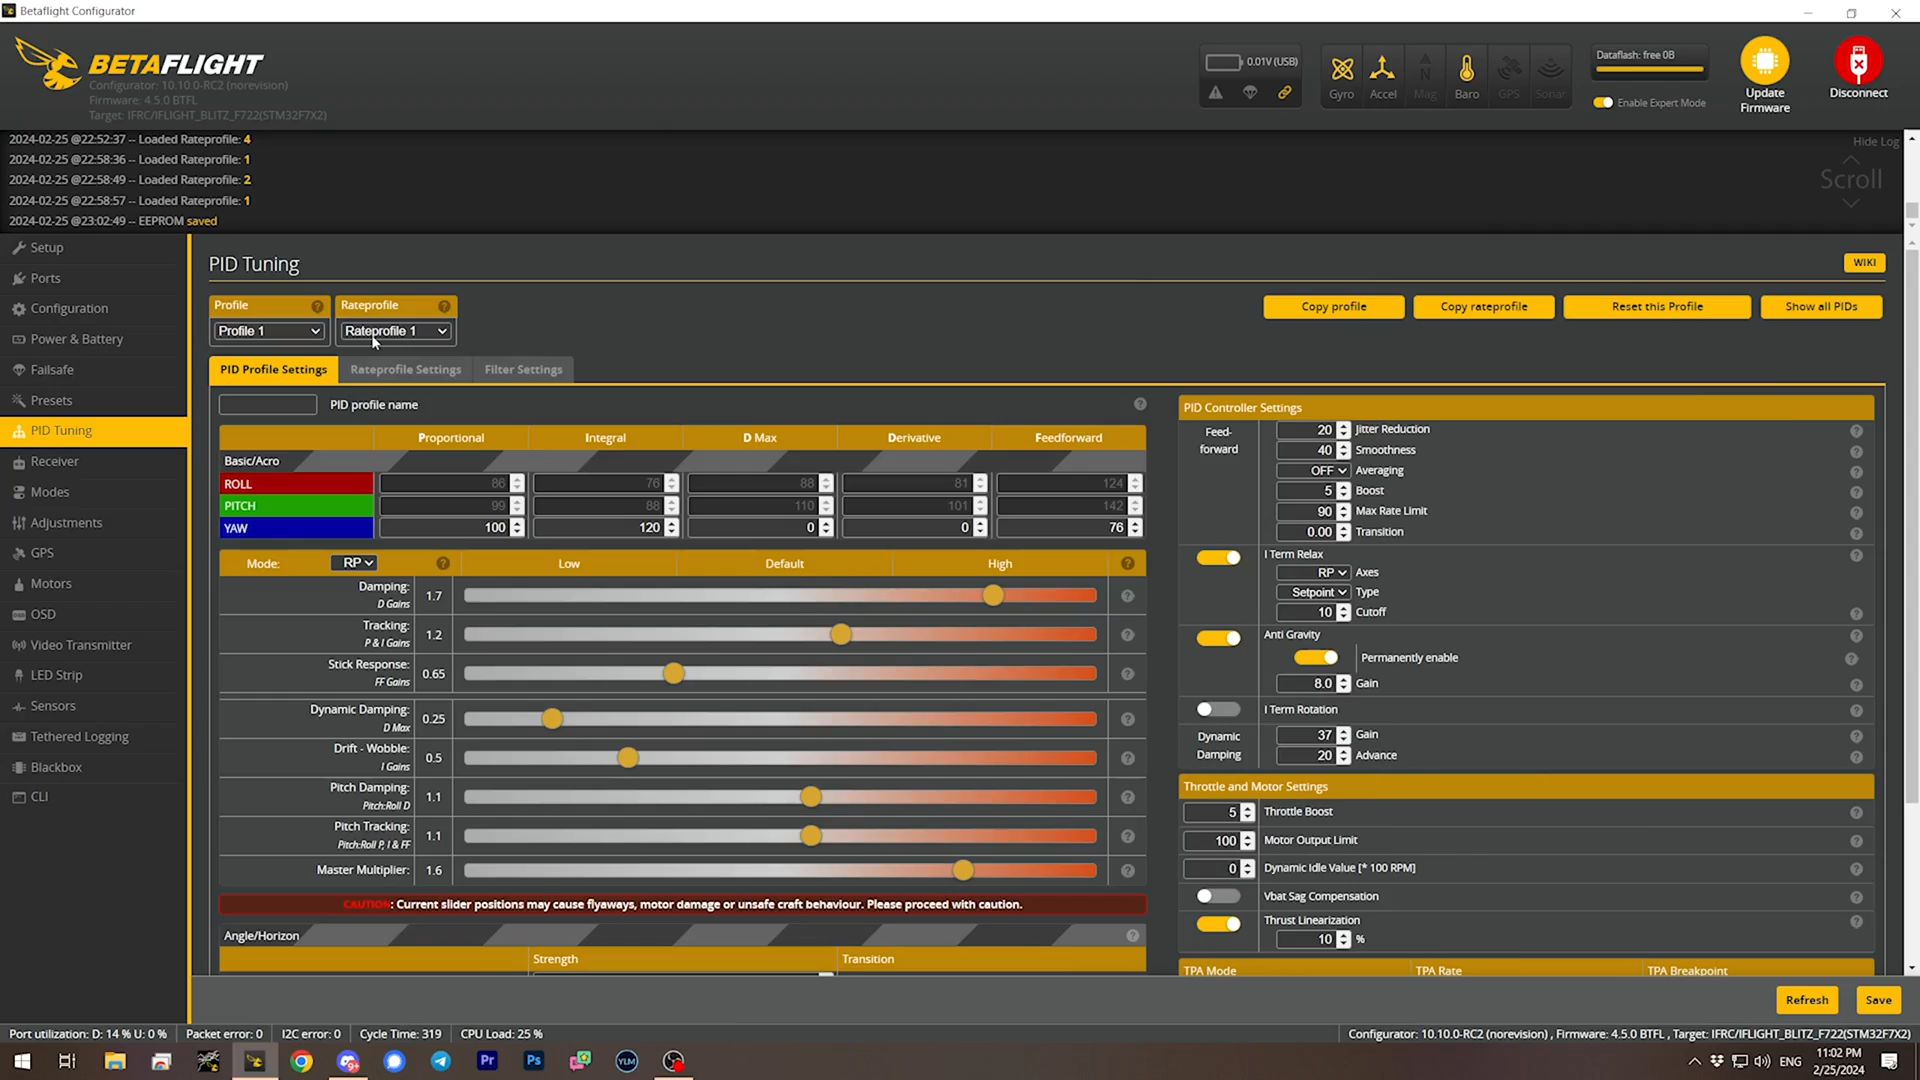 Betaflight Configurator
BETAFLIGHT
Configurator: 10.10.0-RC2 (norevision)
Firmware: 4.5.0 BTFL
Target: IFRC/IFLIGHT_BLITZ_F722(STM32F7X2)
0.01V (USB)
Gyro
Accel
Mag
Baro
GPS
Sonar
Dataflash: free 0B
Enable Expert Mode
Update
Firmware
Disconnect
2024-02-25 @22:52:37 -- Loaded Rateprofile: 4
2024-02-25 @22:58:36 -- Loaded Rateprofile: 1
2024-02-25 @22:58:49 -- Loaded Rateprofile: 2
2024-02-25 @22:58:57 -- Loaded Rateprofile: 1
2024-02-25 @23:02:49 -- EEPROM saved
Hide Log
Scroll
Setup
Ports
Configuration
Power & Battery
Failsafe
Presets
PID Tuning
Receiver
Modes
Adjustments
GPS
Motors
OSD
Video Transmitter
LED Strip
Sensors
Tethered Logging
Blackbox
CLI
PID Tuning
WIKI
Profile
Rateprofile
Profile 1
Rateprofile 1
Copy profile
Copy rateprofile
Reset this Profile
Show all PIDs
PID Profile Settings
Rateprofile Settings
Filter Settings
PID profile name
Proportional Integral D Max Derivative Feedforward
Basic/Acro
ROLL 86 76 88 81 124
PITCH 99 88 110 101 142
YAW 100 120 0 0 76
Mode: RP Low Default High
Damping: 1.7
D Gains
Tracking: 1.2
P & I Gains
Stick Response: 0.65
FF Gains
Dynamic Damping: 0.25
D Max
Drift - Wobble: 0.5
I Gains
Pitch Damping: 1.1
Pitch:Roll D
Pitch Tracking: 1.1
Pitch:Roll P, I & FF
Master Multiplier: 1.6
CAUTION: Current slider positions may cause flyaways, motor damage or unsafe craft behaviour. Please proceed with caution.
Angle/Horizon
Strength Transition
PID Controller Settings
Feed-
forward
20 Jitter Reduction
40 Smoothness
OFF Averaging
5 Boost
90 Max Rate Limit
0.00 Transition
I Term Relax
RP Axes
Setpoint Type
10 Cutoff
Anti Gravity
Permanently enable
8.0 Gain
I Term Rotation
Dynamic
Damping
37 Gain
20 Advance
Throttle and Motor Settings
5 Throttle Boost
100 Motor Output Limit
0 Dynamic Idle Value [* 100 RPM]
Vbat Sag Compensation
Thrust Linearization
10 %
TPA Mode TPA Rate TPA Breakpoint
Refresh
Save
Port utilization: D: 14 % U: 0 % Packet error: 0 I2C error: 0 Cycle Time: 319 CPU Load: 25 %
Configurator: 10.10.0-RC2 (norevision) , Firmware: 4.5.0 BTFL , Target: IFRC/IFLIGHT_BLITZ_F722(STM32F7X2)
9+
Pr
Ps
YLM
ENG
11:02 PM
2/25/2024